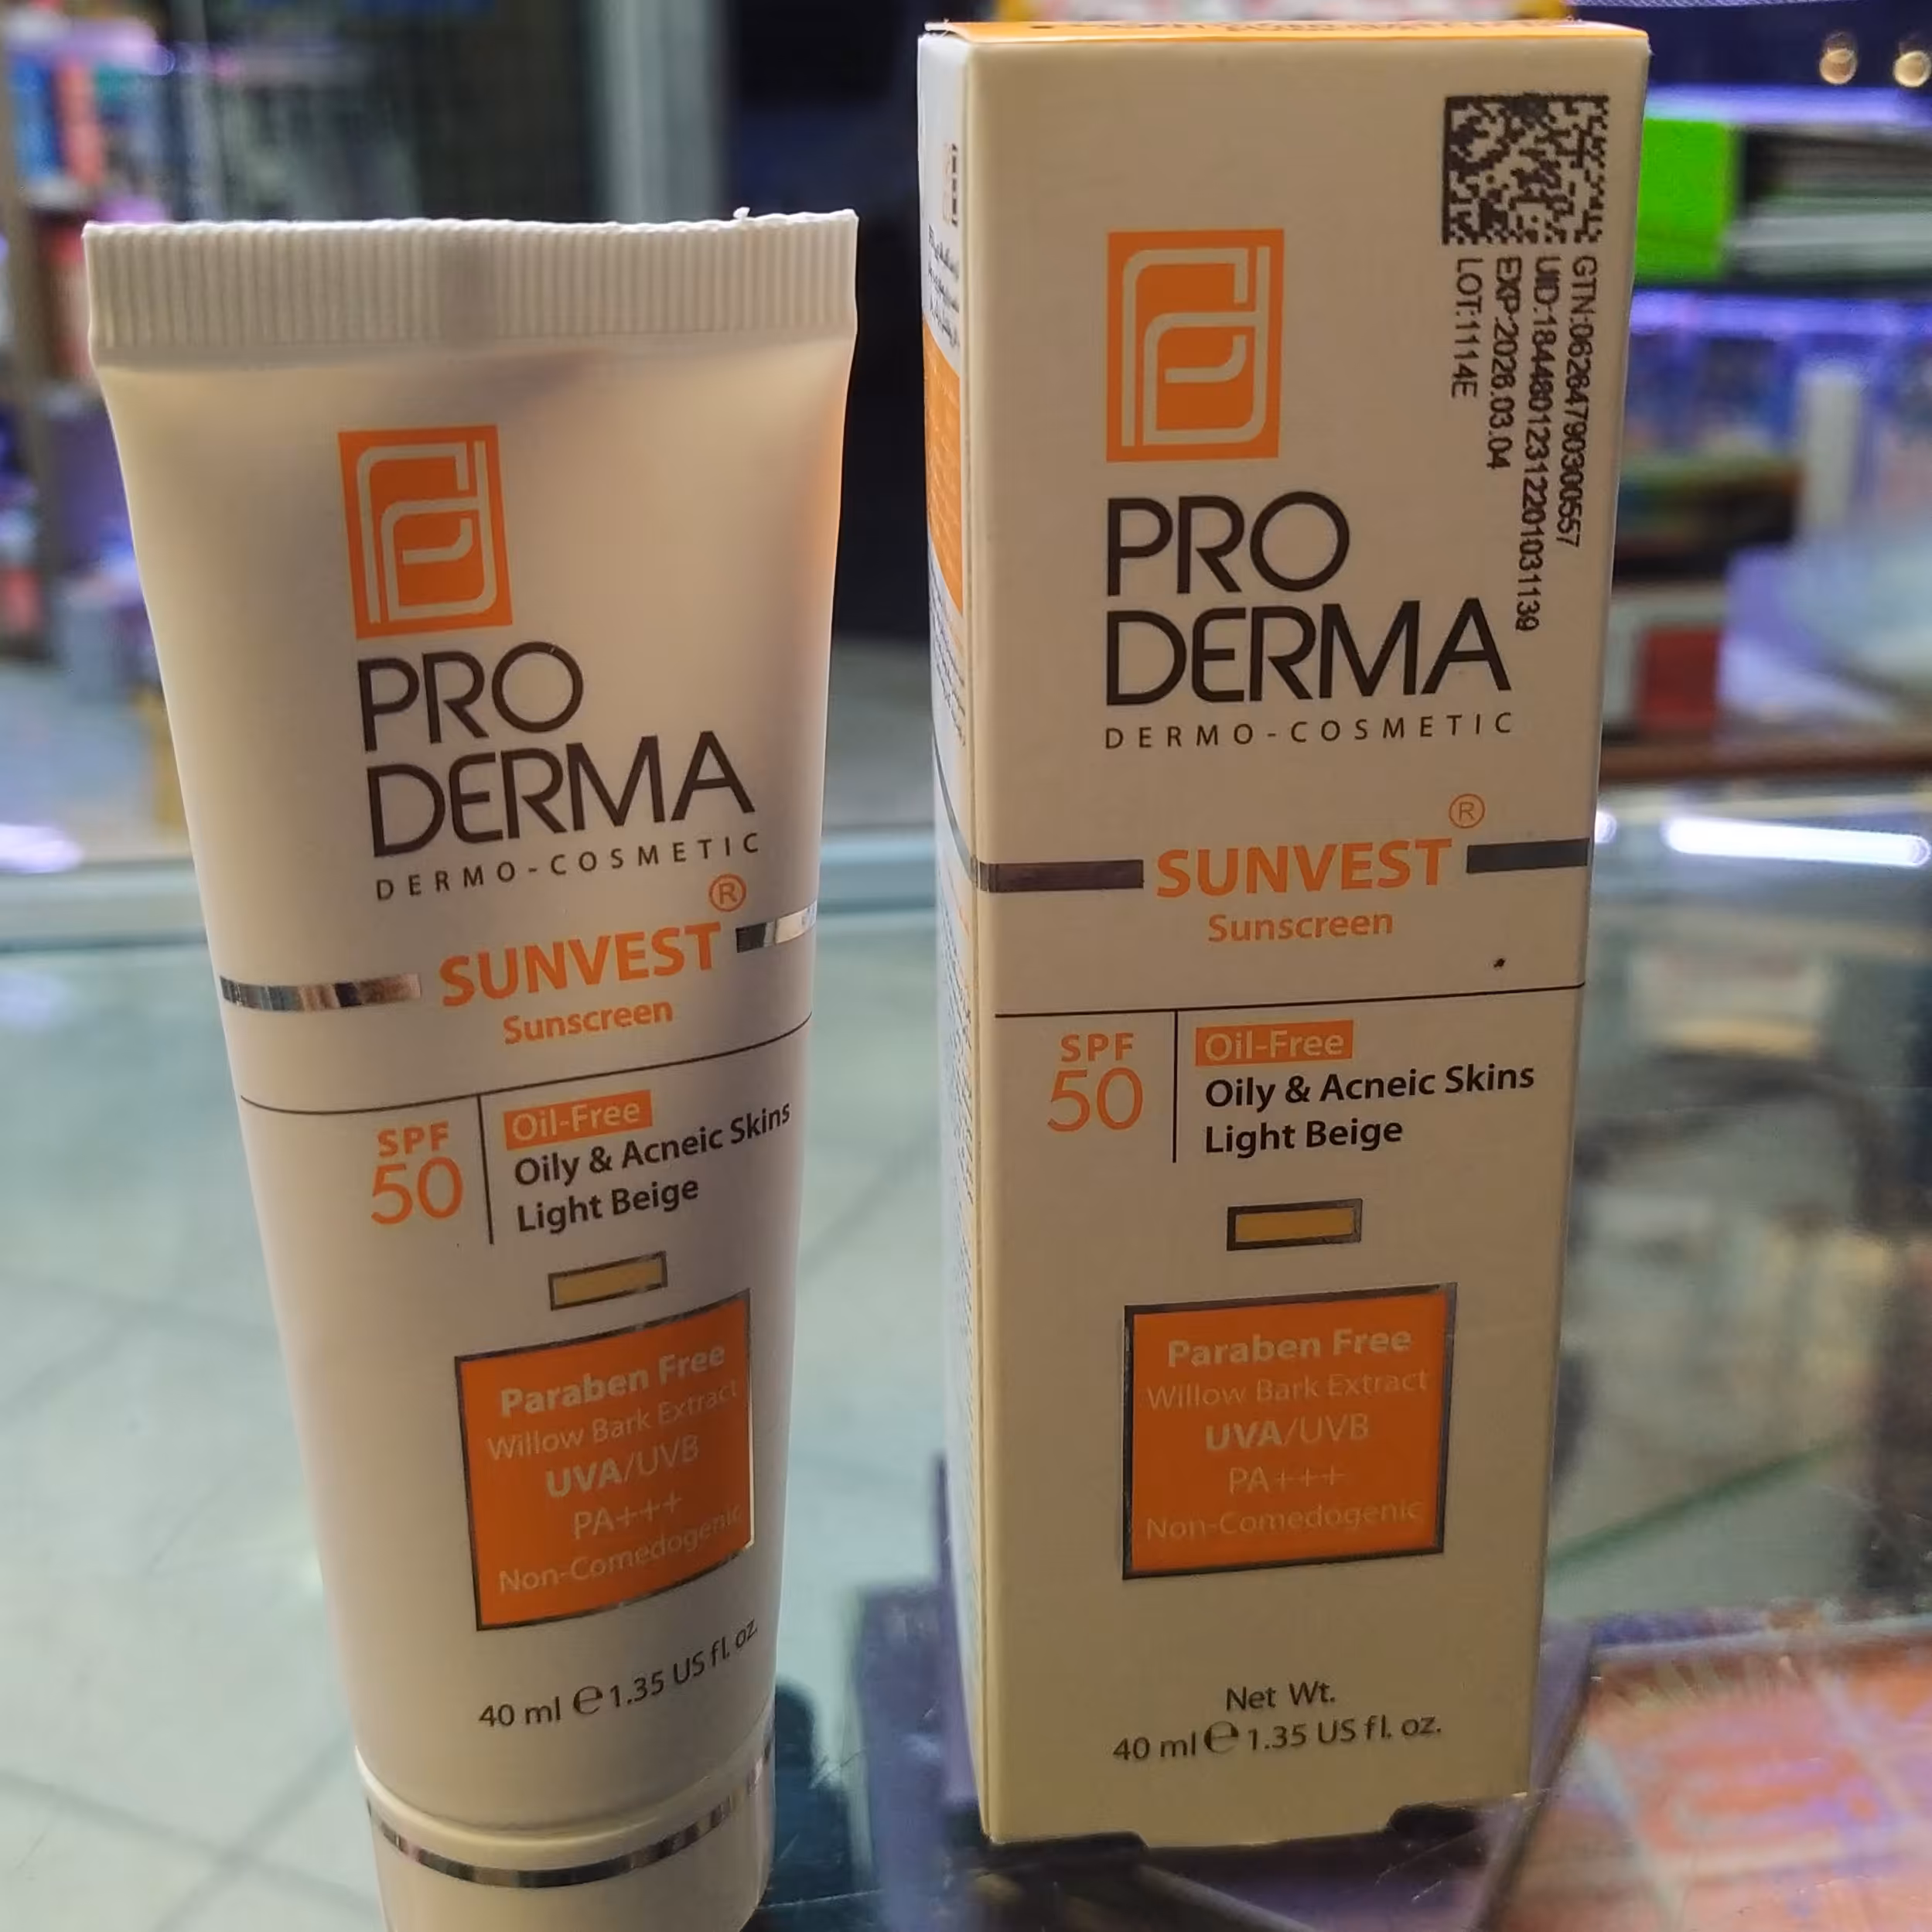 PRO
DERMA
DERMO-COSMETIC
®
SUNVEST
Sunscreen
SPF
50
Oil-Free
Oily & Acneic Skins
Light Beige
Paraben Free
Willow Bark Extract
UVA/UVB
PA+++
Non-Comedogenic
40 ml ℮ 1.35 US fl. oz.
GTN:06264790300557
UID:18448012312201031139
EXP:2026.03.04
LOT:1114E
PRO
DERMA
DERMO-COSMETIC
®
SUNVEST
Sunscreen
SPF
50
Oil-Free
Oily & Acneic Skins
Light Beige
Paraben Free
Willow Bark Extract
UVA/UVB
PA+++
Non-Comedogenic
Net Wt.
40 ml ℮ 1.35 US fl. oz.